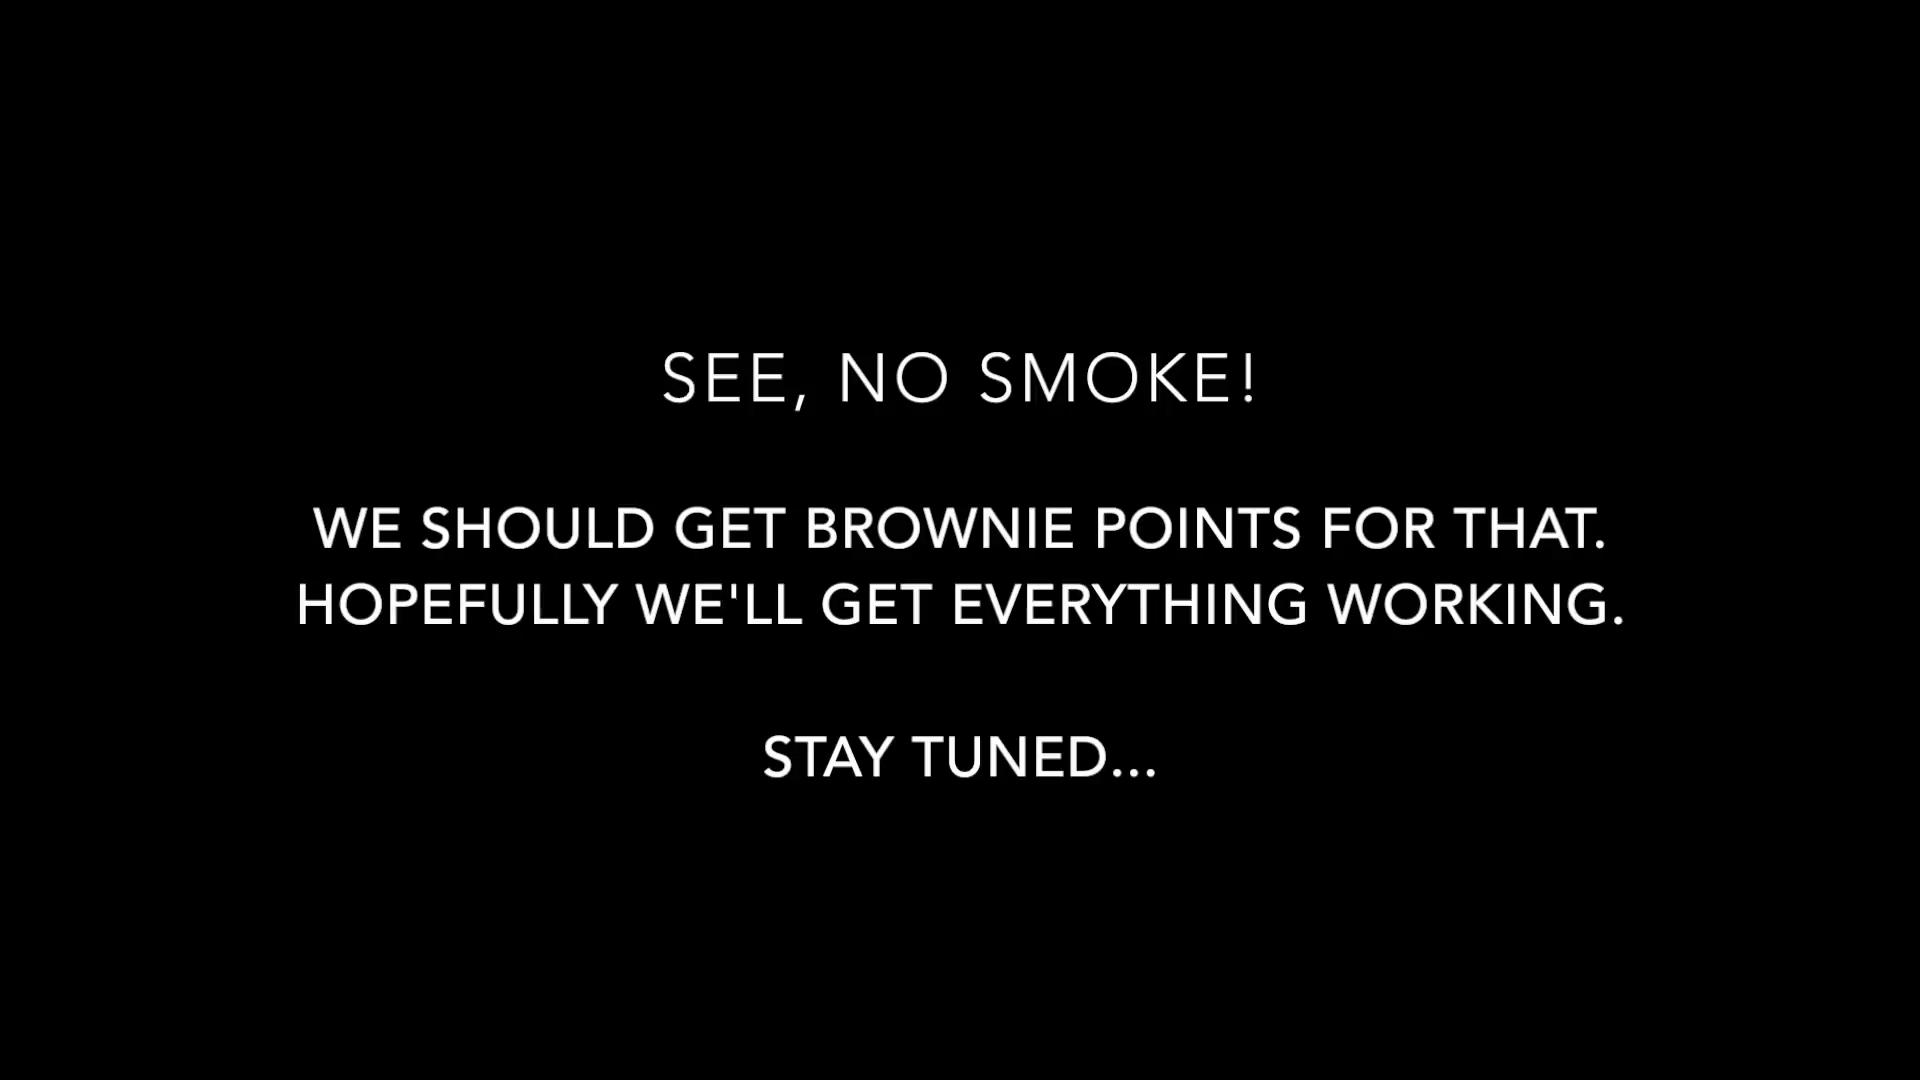 SEE, NO SMOKE!
WE SHOULD GET BROWNIE POINTS FOR THAT.
HOPEFULLY WE'LL GET EVERYTHING WORKING.
STAY TUNED...